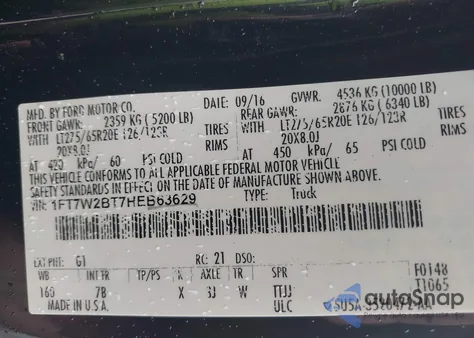 MFD. BY FORD MOTOR CO.
DATE: 09/16 GVWR. 4536 KG (10000 LB)
FRONT GAWR: 2359 KG (5200 LB) REAR GAWR: 2876 KG (6340 LB)
WITH LT275/65R20E 126/123R TIRES WITH LT275/65R20E 126/123R TIRES
20X8.0J RIMS 20X8.0J RIMS
AT 420 kPa/ 60 PSI COLD AT 450 kPa/ 65 PSI COLD
THIS VEHICLE CONFORMS TO ALL APPLICABLE FEDERAL MOTOR VEHICLE
SAFETY STANDARDS IN EFFECT ON THE DATE OF MANUFACTURE SHOWN ABOVE.
VIN: 1FT7W2BT7HEB63629 TYPE: Truck
EXT PNT: G1 RC: 21 DSO: F0148
WB INT TR TP/PS R AXLE TR SPR T1065
160 7B X 3J W TTJJ
MADE IN U.S.A. ULC
autoSnap